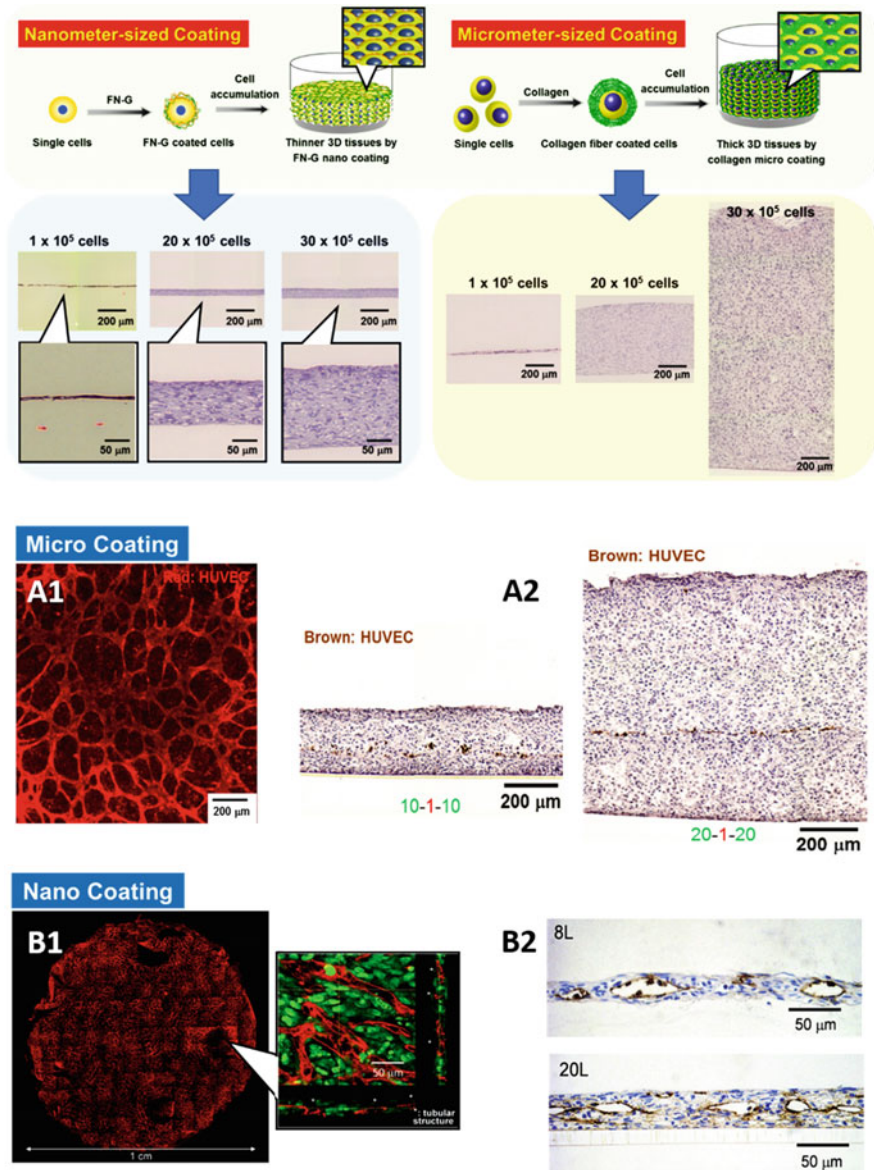 Nanometer-sized Coating
FN-G
Cell
accumulation
Single cells
FN-G coated cells
Thinner 3D tissues by
FN-G nano coating
Micrometer-sized Coating
Collagen
Cell
accumulation
Single cells
Collagen fiber coated cells
Thick 3D tissues by
collagen micro coating
1 x 10⁵ cells
20 x 10⁵ cells
30 x 10⁵ cells
200 µm
200 µm
200 µm
50 µm
50 µm
50 µm
1 x 10⁵ cells
20 x 10⁵ cells
30 x 10⁵ cells
200 µm
200 µm
200 µm
Micro Coating
A1
Red: HUVEC
200 µm
A2
Brown: HUVEC
200 µm
10-1-10
Brown: HUVEC
20-1-20
200 µm
Nano Coating
B1
1 cm
50 µm
*: tubular
structure
B2
8L
50 µm
20L
50 µm